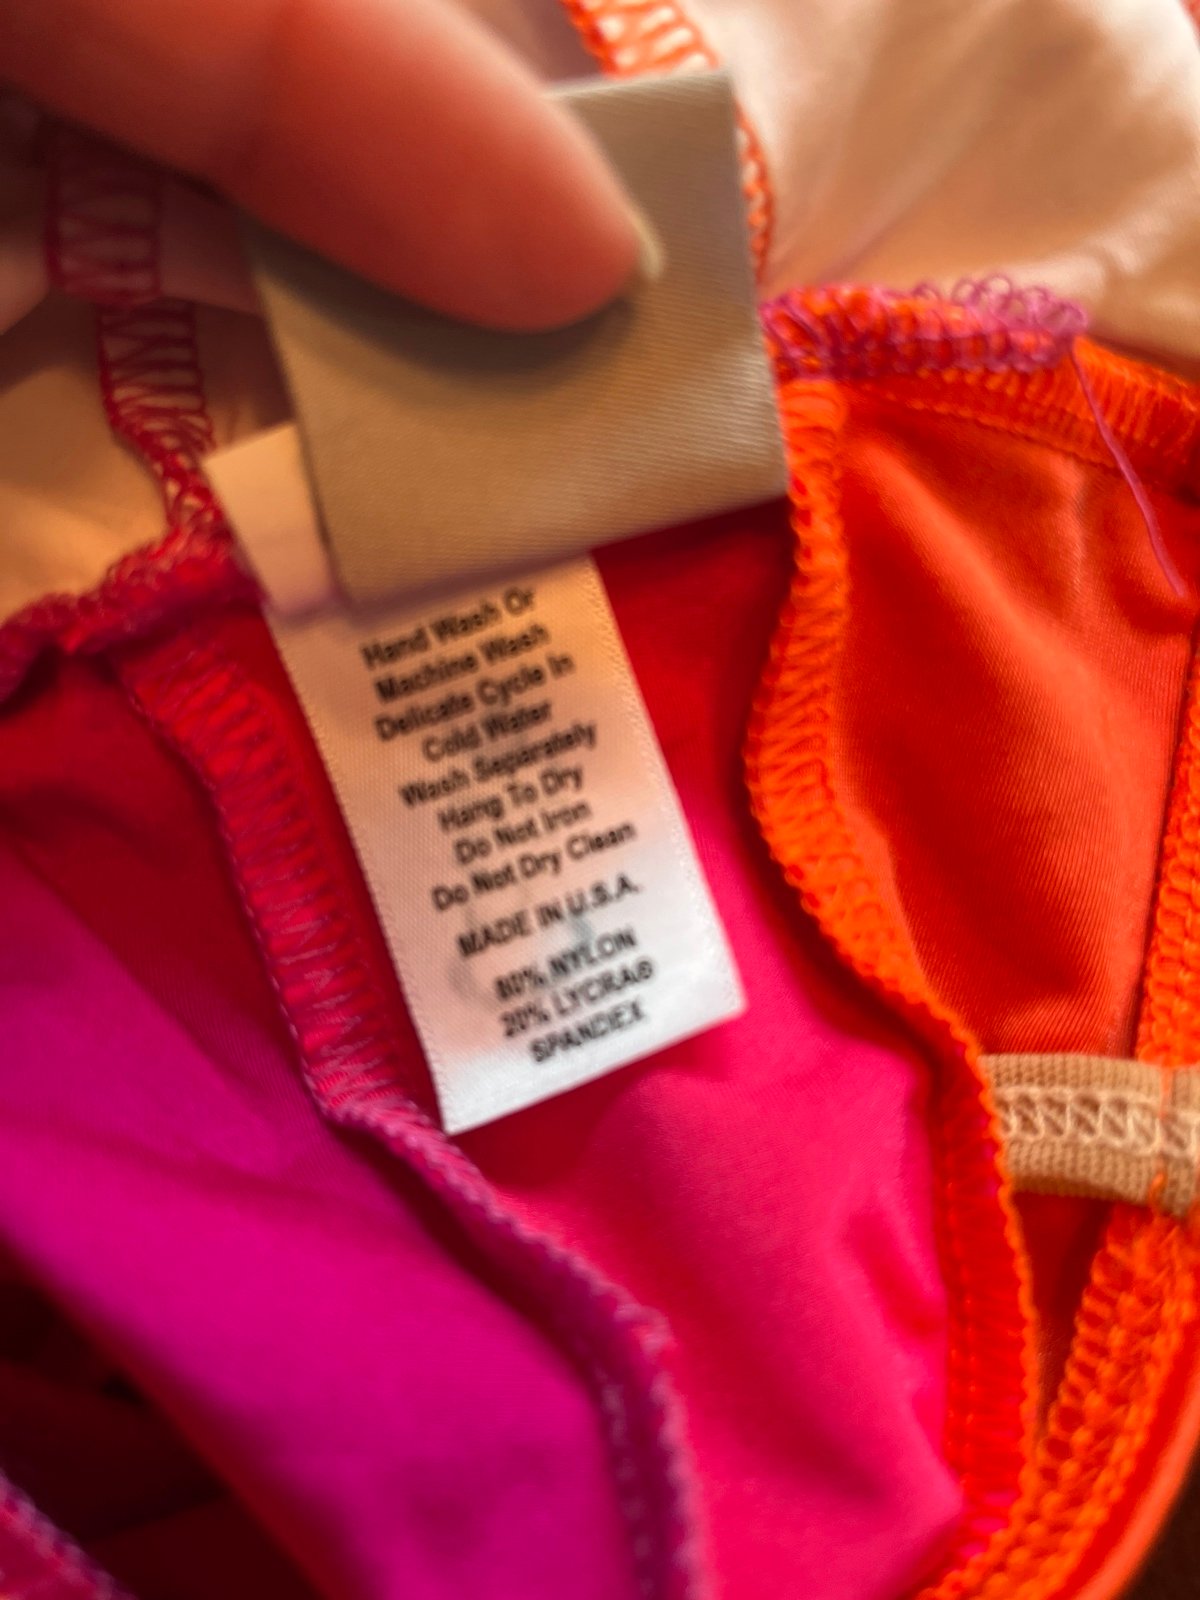 Hand Wash Or
Machine Wash
Delicate Cycle In
Cold Water
Wash Separately
Hang To Dry
Do Not Iron
Do Not Dry Clean
MADE IN U.S.A.
80% NYLON
20% LYCRA®
SPANDEX